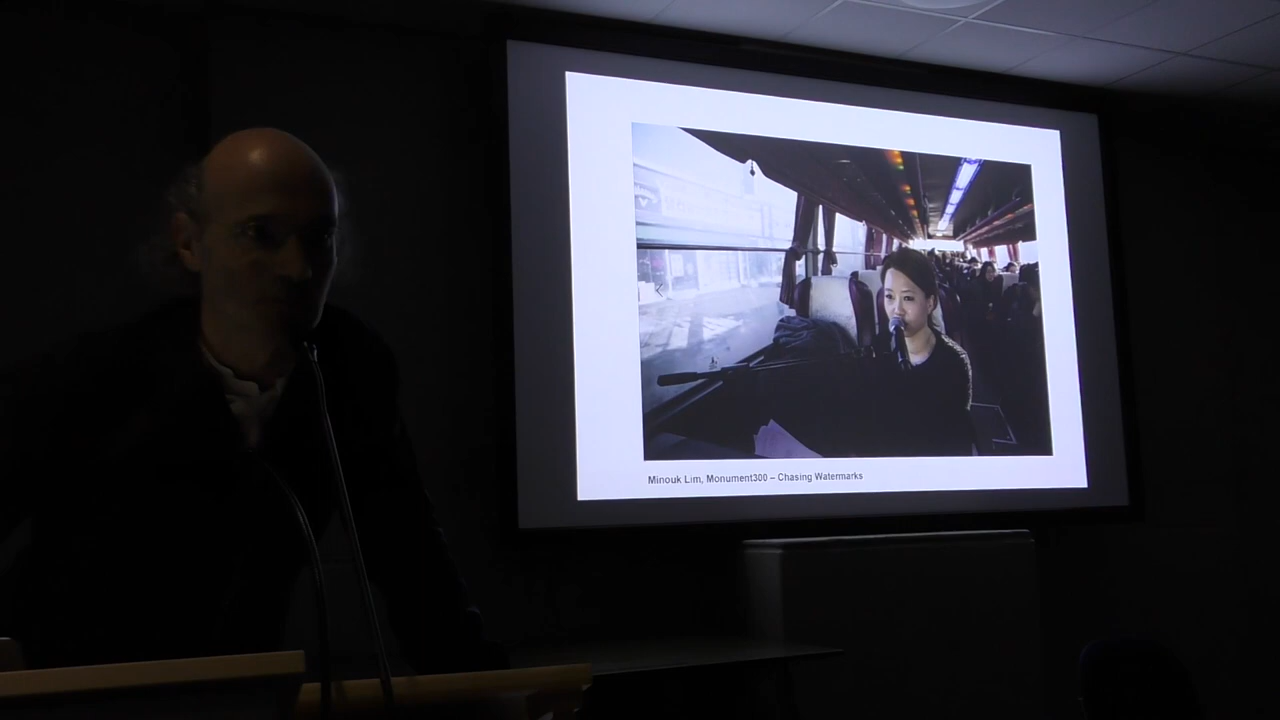 Minouk Lim, Monument300 – Chasing Watermarks